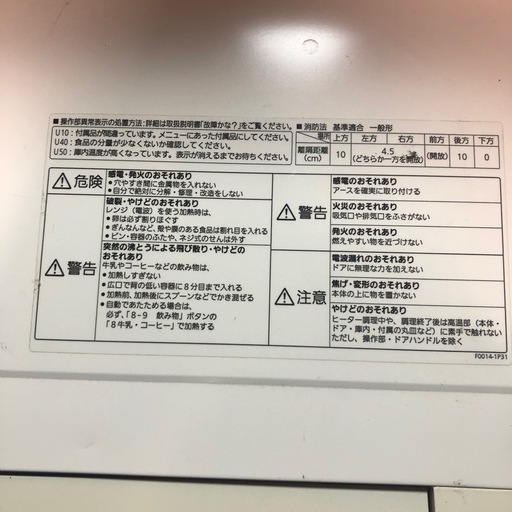 ■操作部異常表示の処置方法:詳細は取扱説明書「故障かな?」をご覧ください。
U10:付属品が間違っています。メニューにあった付属品にしてください。
U40:食品の分量が少なくないか確認してください。
U50:庫内温度が高くなっています。表示が消えるまでお待ちください。
■消防法 基準適合 一般形
場所 上方 左方 右方 前方 後方 下方
離隔距離(cm) 10 4.5(どちらか一方を開放) (開放) 10 0
危険
感電・発火のおそれあり
●穴やすき間に金属物を入れない
●自分で絶対に分解・修理・改造をしない
警告
破裂・やけどのおそれあり
レンジ(電波)を使う加熱時は、
●卵は必ず割りほぐす
●ぎんなんなど、殻や膜のある食品は割れ目を入れる
●ビン・容器のふたや、ネジ式のせんは外す
突然の沸とうによる飛び散り・やけどの
おそれあり
牛乳やコーヒーなどの飲み物は、
●加熱しすぎない
●広口で背の低い容器に8分目まで入れる
●加熱前、加熱後にスプーンなどでかき混ぜる
●自動であたためる場合は、
必ず、「8-9 飲み物」ボタンの
「8牛乳・コーヒー」で加熱する
警告
感電のおそれあり
アースを確実に取り付ける
火災のおそれあり
吸気口や排気口をふさがない
発火のおそれあり
燃えやすい物を近づけない
電波漏れのおそれあり
ドアに無理な力を加えない
注意
焦げ・変形のおそれあり
本体の上に物を置かない
やけどのおそれあり
ヒーター調理中や、調理終了後は高温部(本体・
ドア・庫内・付属の丸皿など)に素手で触れない
ただし、操作部・ドアハンドルを除く
F0014-1P31